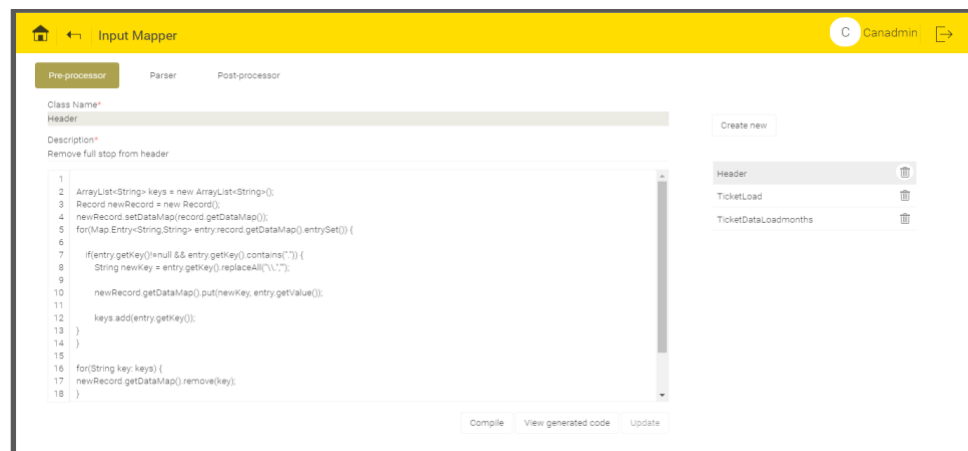 Input Mapper
C Canadmin
Pre-processor Parser Post-processor
Class Name*
Header
Description*
Remove full stop from header
1
2 ArrayList<String> keys = new ArrayList<String>();
3 Record newRecord = new Record();
4 newRecord.setDataMap(record.getDataMap());
5 for(Map.Entry<String,String> entry:record.getDataMap().entrySet()) {
6
7 if(entry.getKey()!=null && entry.getKey().contains(".")) {
8 String newKey = entry.getKey().replaceAll("\\.","");
9
10 newRecord.getDataMap().put(newKey, entry.getValue());
11
12 keys.add(entry.getKey());
13 }
14 }
15
16 for(String key: keys) {
17 newRecord.getDataMap().remove(key);
18 }
Compile View generated code Update
Create new
Header
TicketLoad
TicketDataLoadmonths